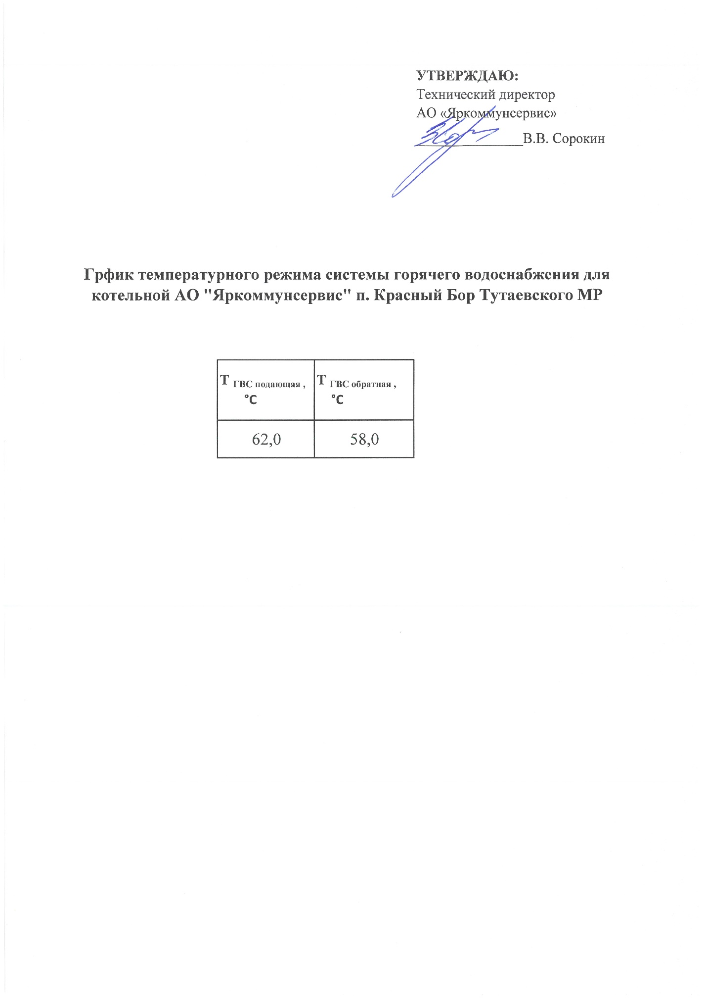 УТВЕРЖДАЮ:
Технический директор
АО «Яркоммунсервис»
______________В.В. Сорокин
Грфик температурного режима системы горячего водоснабжения для
котельной АО "Яркоммунсервис" п. Красный Бор Тутаевского МР
Т ГВС подающая , °С
Т ГВС обратная , °С
62,0
58,0